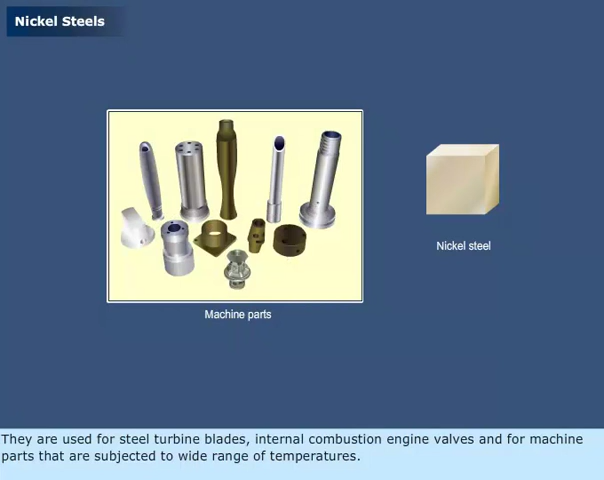 Nickel Steels
Nickel steel
Machine parts
They are used for steel turbine blades, internal combustion engine valves and for machine
parts that are subjected to wide range of temperatures.